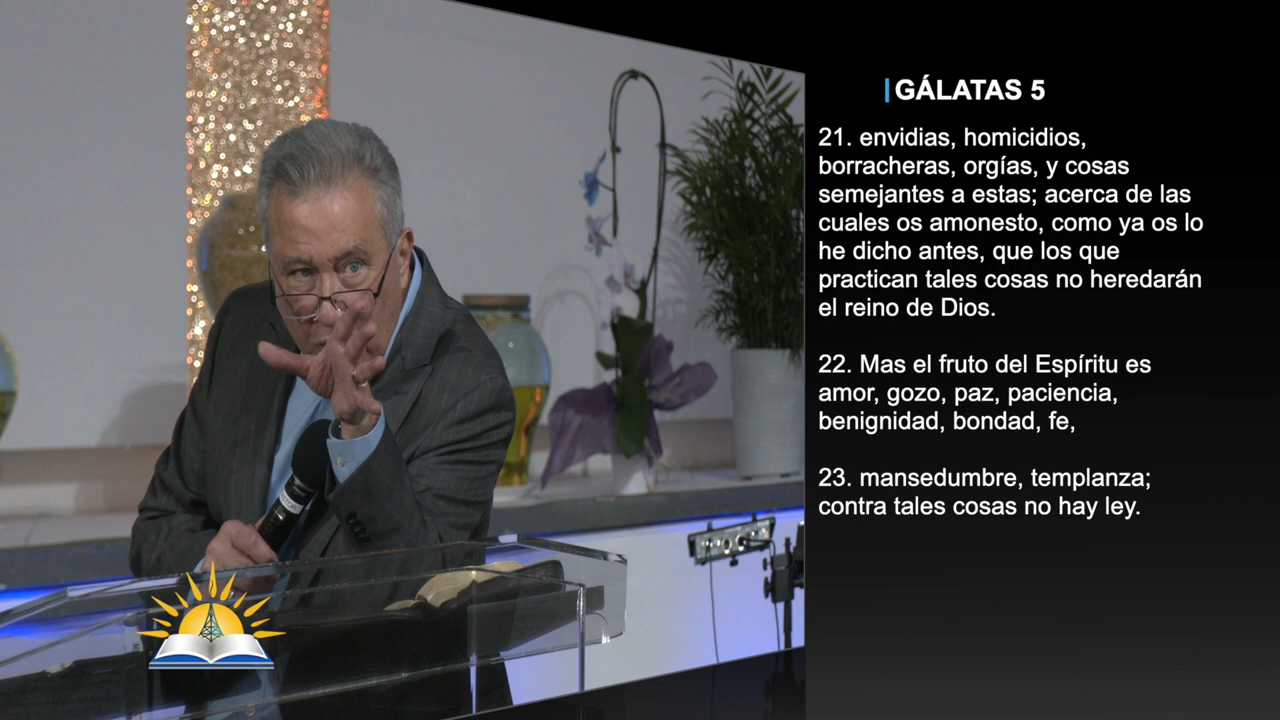 GÁLATAS 5
21. envidias, homicidios,
borracheras, orgías, y cosas
semejantes a estas; acerca de las
cuales os amonesto, como ya os lo
he dicho antes, que los que
practican tales cosas no heredarán
el reino de Dios.
22. Mas el fruto del Espíritu es
amor, gozo, paz, paciencia,
benignidad, bondad, fe,
23. mansedumbre, templanza;
contra tales cosas no hay ley.